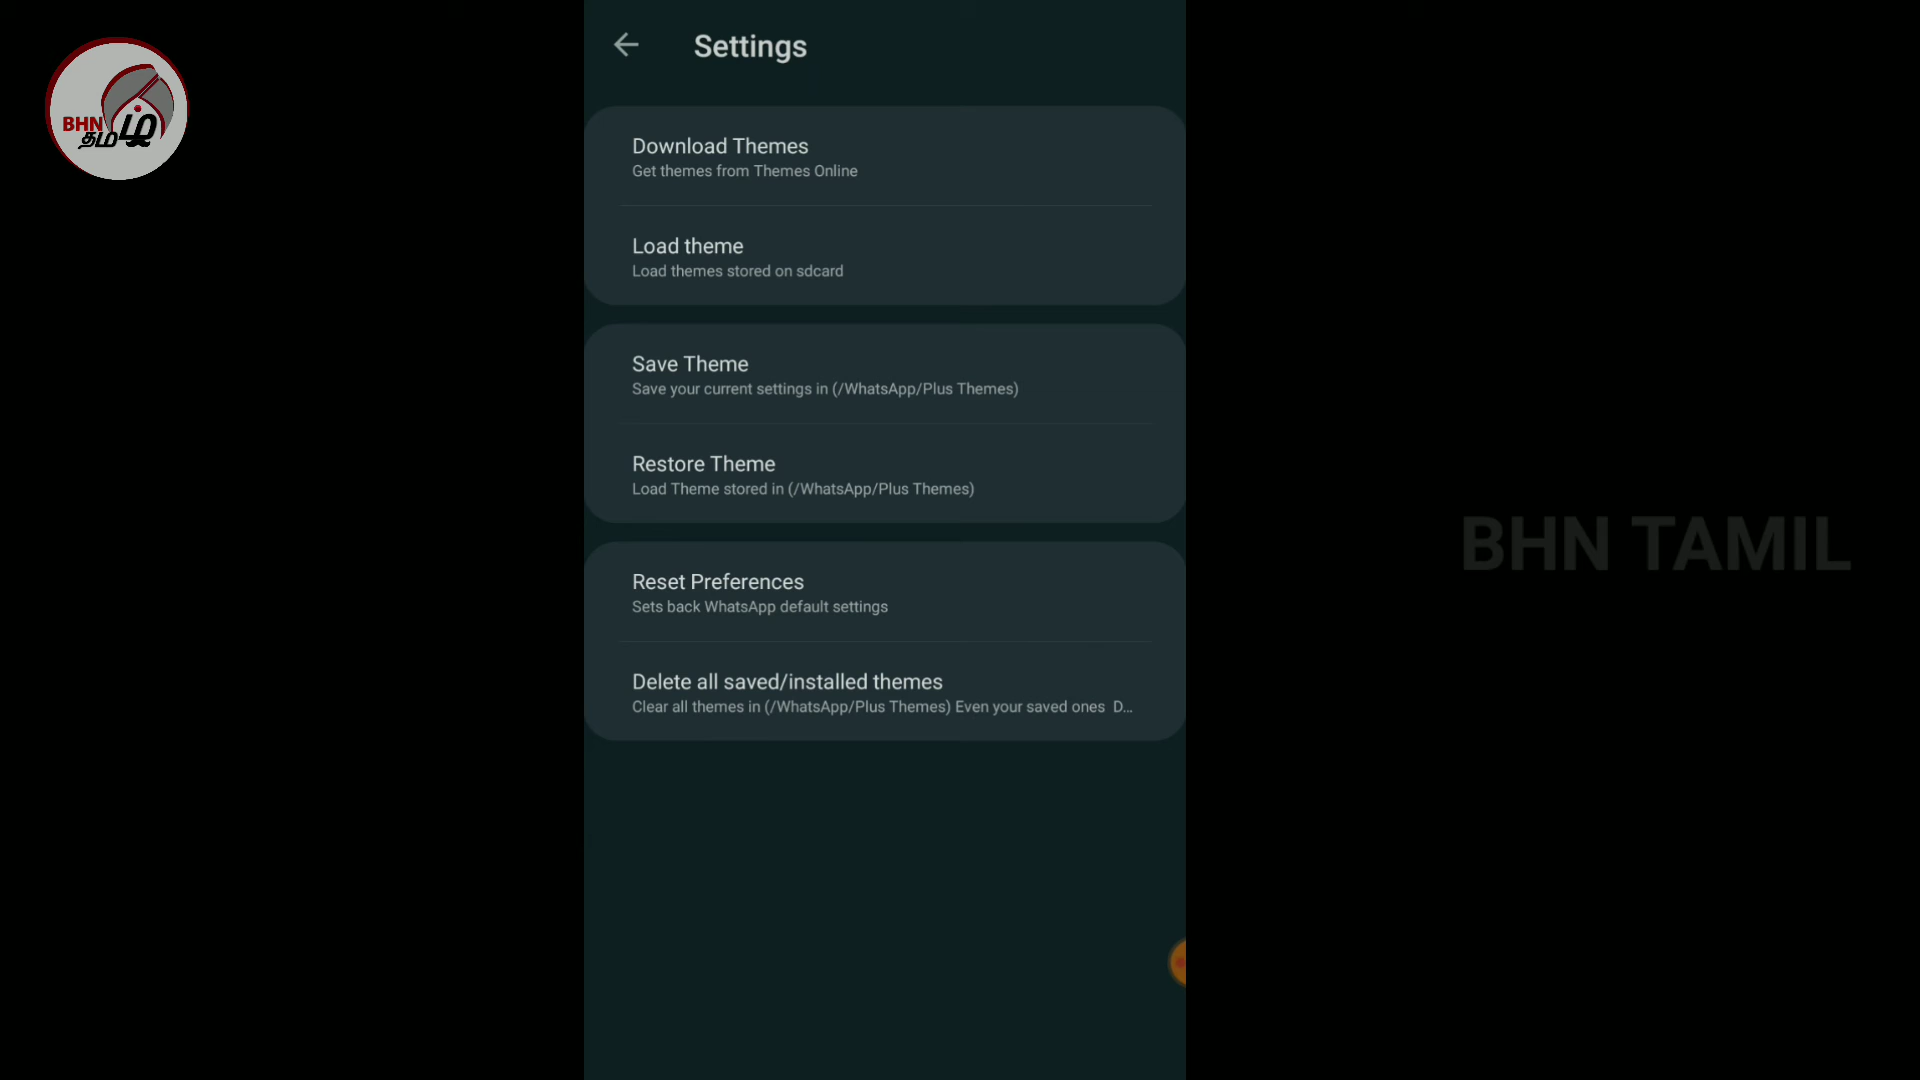 BHN
தமிழ்
Settings
Download Themes
Get themes from Themes Online
Load theme
Load themes stored on sdcard
Save Theme
Save your current settings in (/WhatsApp/Plus Themes)
Restore Theme
Load Theme stored in (/WhatsApp/Plus Themes)
Reset Preferences
Sets back WhatsApp default settings
Delete all saved/installed themes
Clear all themes in (/WhatsApp/Plus Themes) Even your saved ones D...
BHN TAMIL